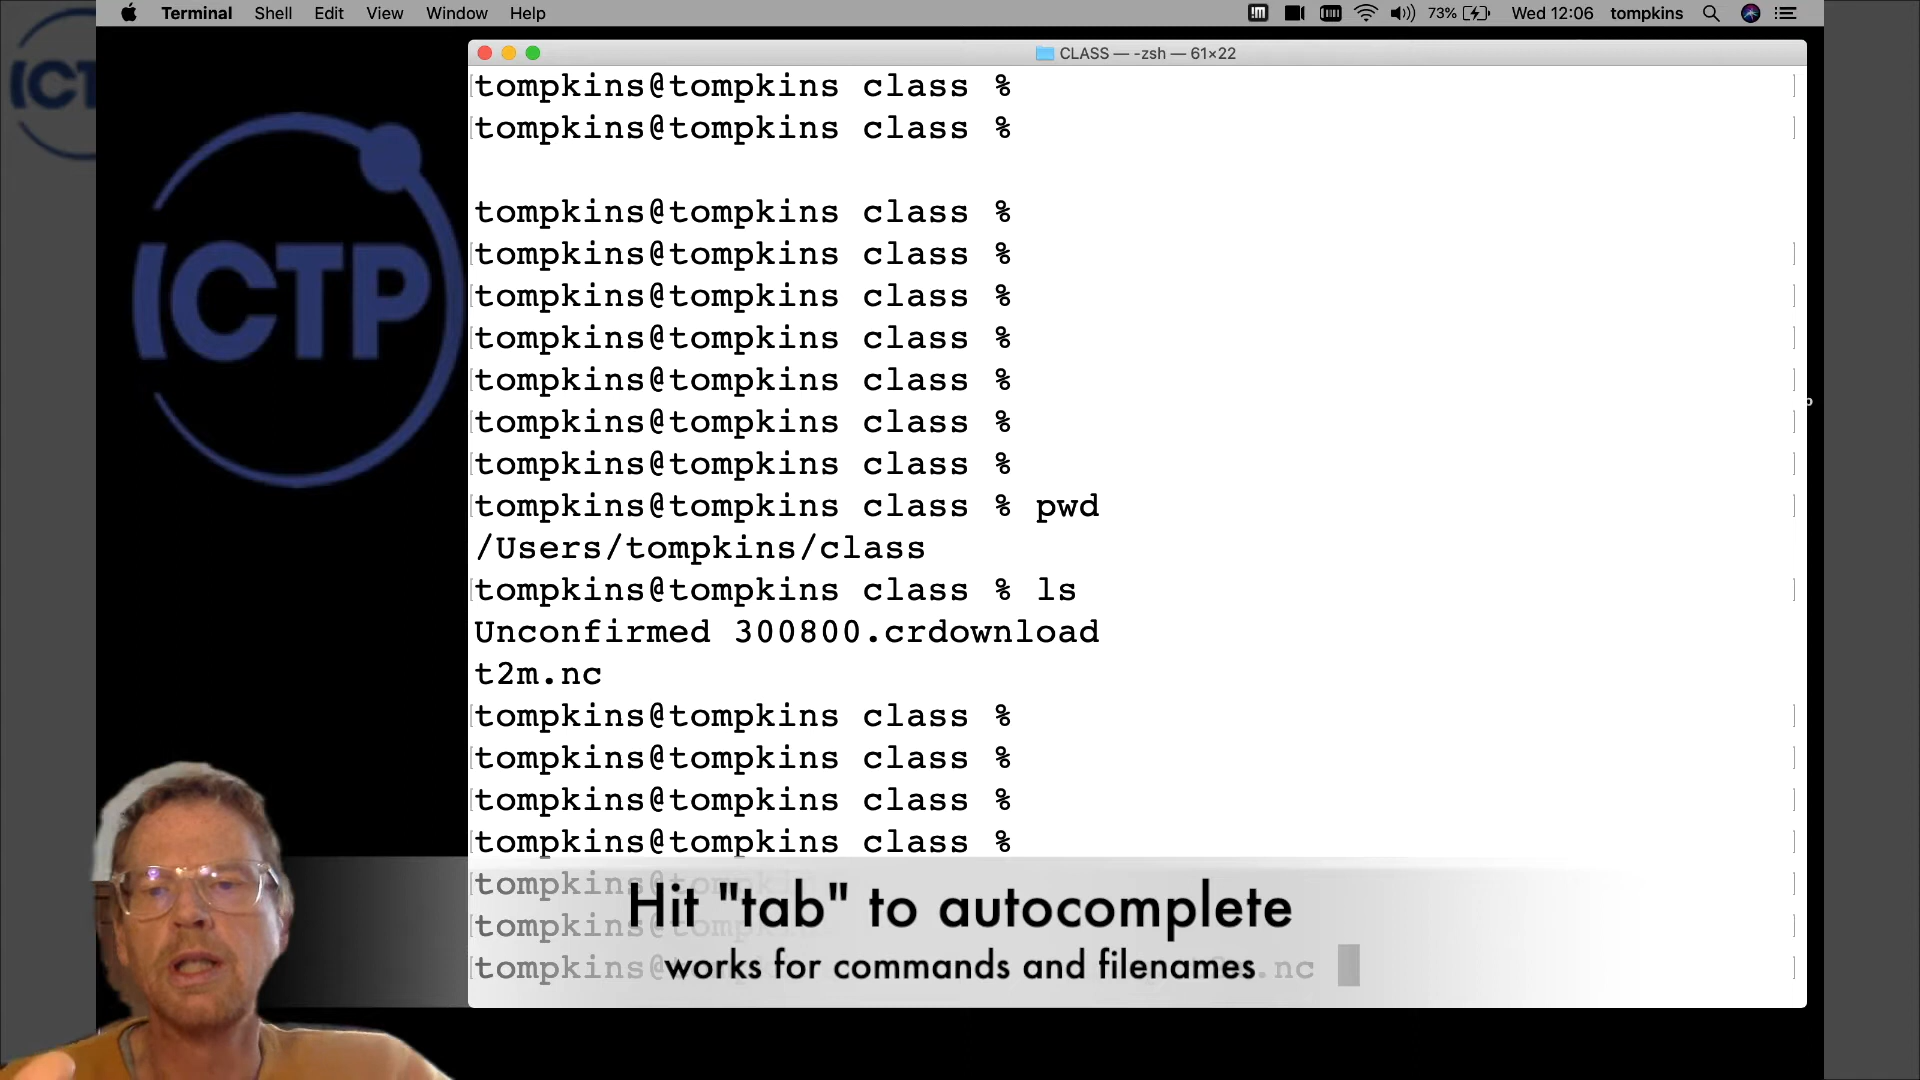 Terminal Shell Edit View Window Help 73% Wed 12:06 tompkins
CLASS — -zsh — 61×22
ICTP
tompkins@tompkins class %
tompkins@tompkins class %
tompkins@tompkins class %
tompkins@tompkins class %
tompkins@tompkins class %
tompkins@tompkins class %
tompkins@tompkins class %
tompkins@tompkins class %
tompkins@tompkins class %
tompkins@tompkins class % pwd
/Users/tompkins/class
tompkins@tompkins class % ls
Unconfirmed 300800.crdownload
t2m.nc
tompkins@tompkins class %
tompkins@tompkins class %
tompkins@tompkins class %
tompkins@tompkins class %
Hit "tab" to autocomplete
works for commands and filenames